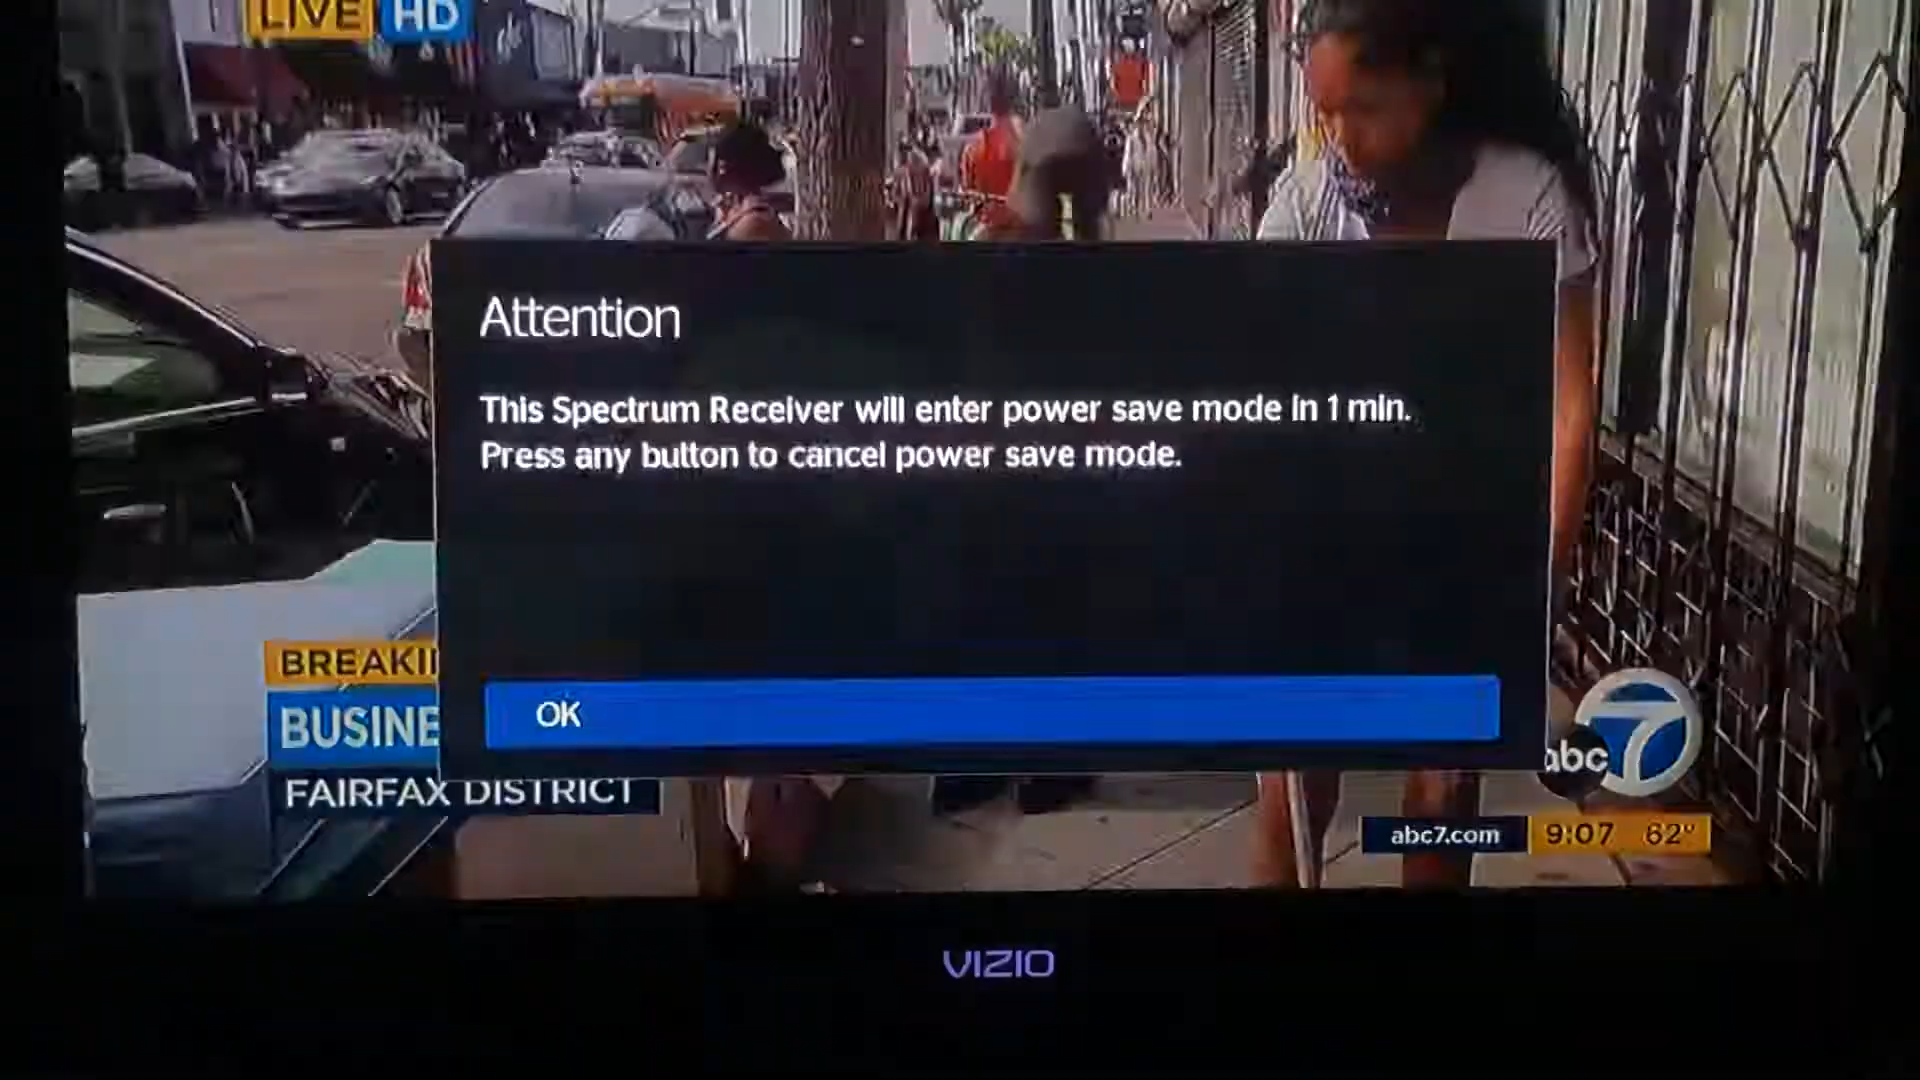 LIVE HD
Attention
This Spectrum Receiver will enter power save mode in 1 min.
Press any button to cancel power save mode.
BREAKI
BUSINE
OK
abc 7
FAIRFAX DISTRICT
abc7.com 9:07 62°
VIZIO